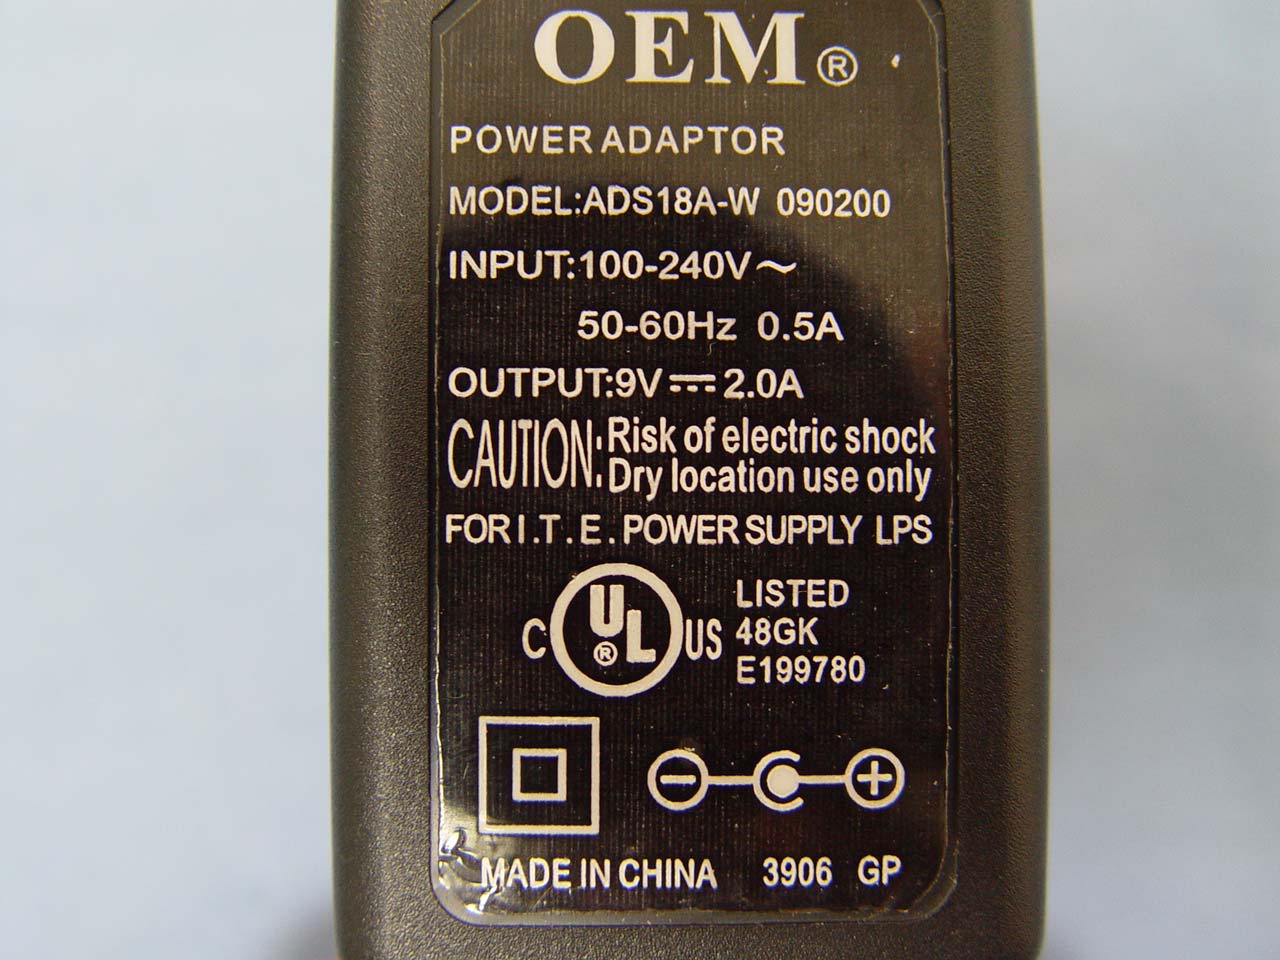 OEM®
POWER ADAPTOR
MODEL:ADS18A-W 090200
INPUT:100-240V~
50-60Hz 0.5A
OUTPUT:9V⎓2.0A
CAUTION: Risk of electric shock
Dry location use only
FOR I.T.E. POWER SUPPLY LPS
C UL® US LISTED
48GK
E199780
MADE IN CHINA 3906 GP